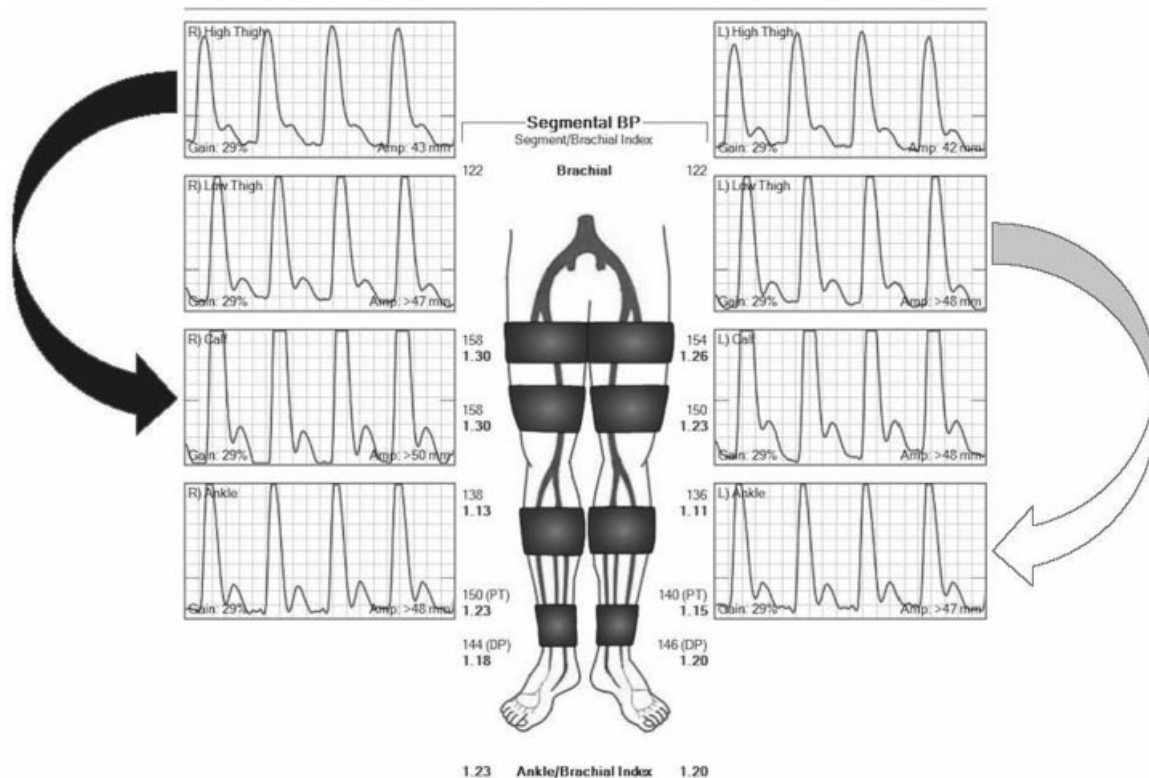 R) High Thigh
Gain: 29% Amp: 43 mm
R) Low Thigh
Gain: 29% Amp: >47 mm
R) Calf
Gain: 29% Amp: >50 mm
R) Ankle
Gain: 29% Amp: >48 mm
Segmental BP
Segment/Brachial Index
122 Brachial 122
158 154
1.30 1.26
158 150
1.30 1.23
138 136
1.13 1.11
150 (PT) 140 (PT)
1.23 1.15
144 (DP) 146 (DP)
1.18 1.20
1.23 Ankle/Brachial Index 1.20
L) High Thigh
Gain: 29% Amp: 42 mm
L) Low Thigh
Gain: 29% Amp: >48 mm
L) Calf
Gain: 29% Amp: >48 mm
L) Ankle
Gain: 29% Amp: >47 mm